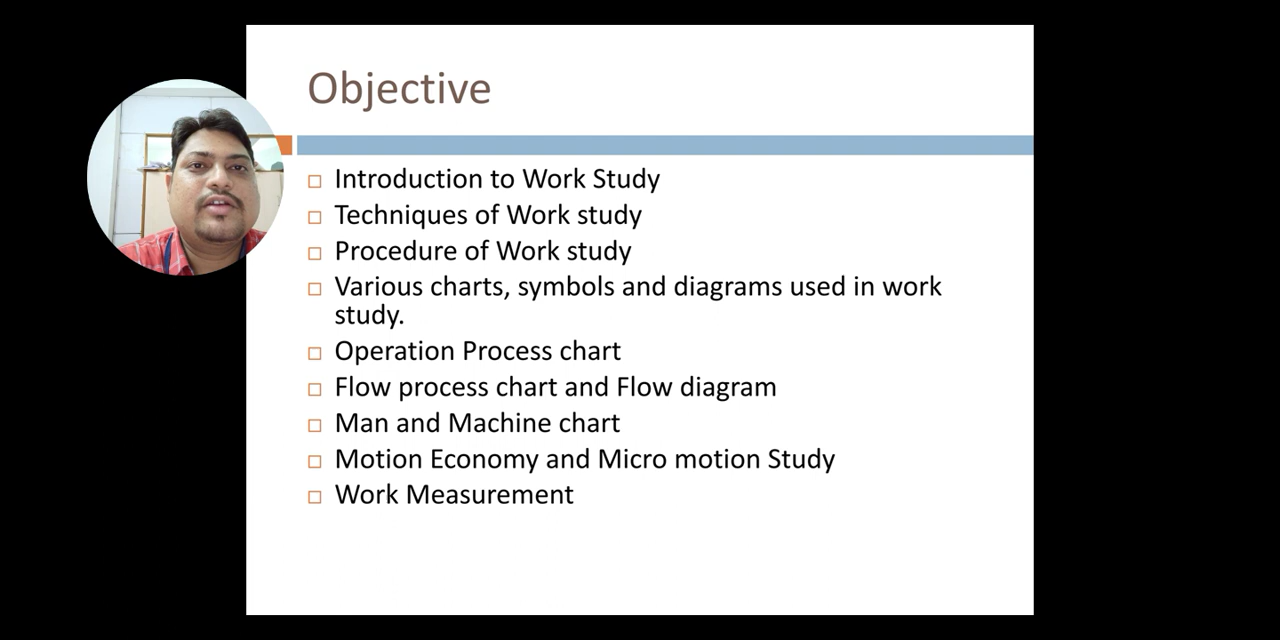 Objective
Introduction to Work Study
Techniques of Work study
Procedure of Work study
Various charts, symbols and diagrams used in work
study.
Operation Process chart
Flow process chart and Flow diagram
Man and Machine chart
Motion Economy and Micro motion Study
Work Measurement